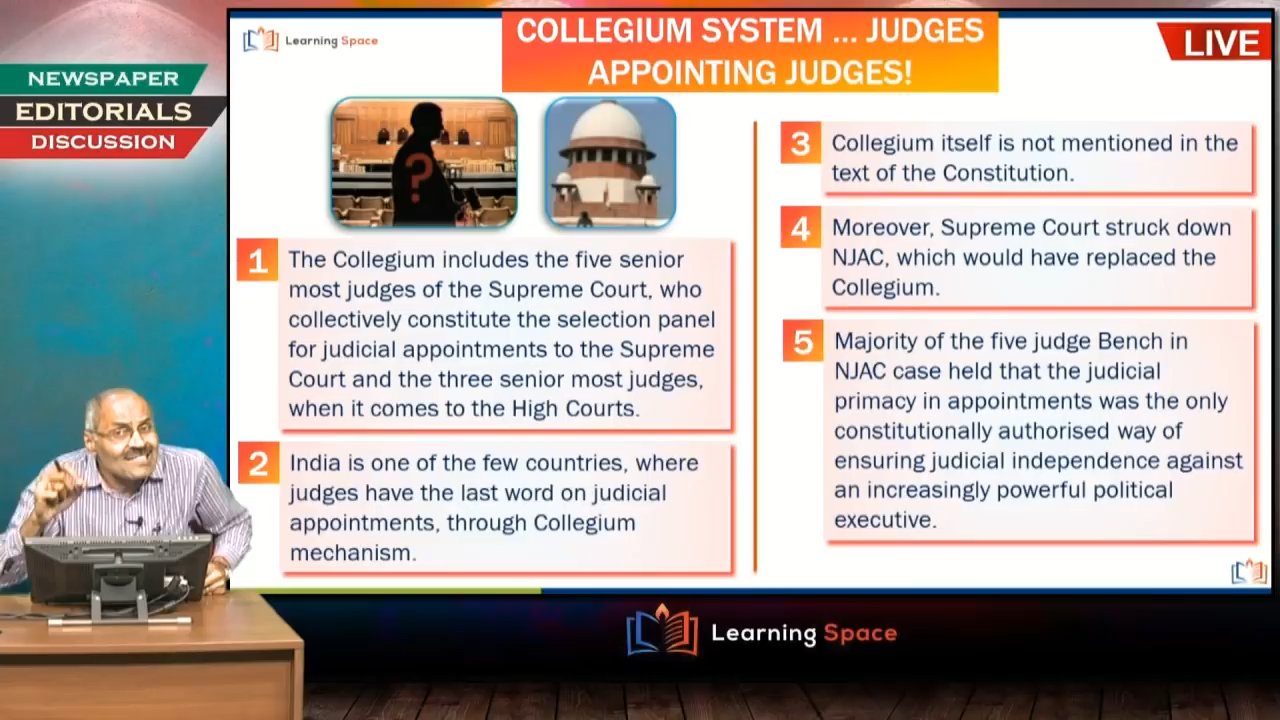 NEWSPAPER
EDITORIALS
DISCUSSION
Learning Space
COLLEGIUM SYSTEM ... JUDGES
APPOINTING JUDGES!
LIVE
?
1
The Collegium includes the five senior
most judges of the Supreme Court, who
collectively constitute the selection panel
for judicial appointments to the Supreme
Court and the three senior most judges,
when it comes to the High Courts.
2
India is one of the few countries, where
judges have the last word on judicial
appointments, through Collegium
mechanism.
3
Collegium itself is not mentioned in the
text of the Constitution.
4
Moreover, Supreme Court struck down
NJAC, which would have replaced the
Collegium.
5
Majority of the five judge Bench in
NJAC case held that the judicial
primacy in appointments was the only
constitutionally authorised way of
ensuring judicial independence against
an increasingly powerful political
executive.
Learning Space